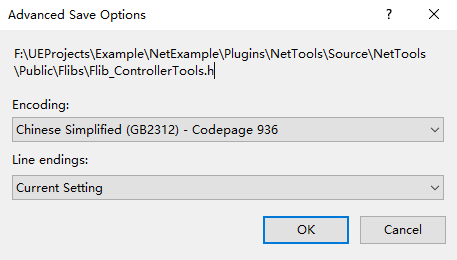 Advanced Save Options
?
F:\UEProjects\Example\NetExample\Plugins\NetTools\Source\NetTools
\Public\Flibs\Flib_ControllerTools.h
Encoding:
Chinese Simplified (GB2312) - Codepage 936
Line endings:
Current Setting
OK
Cancel